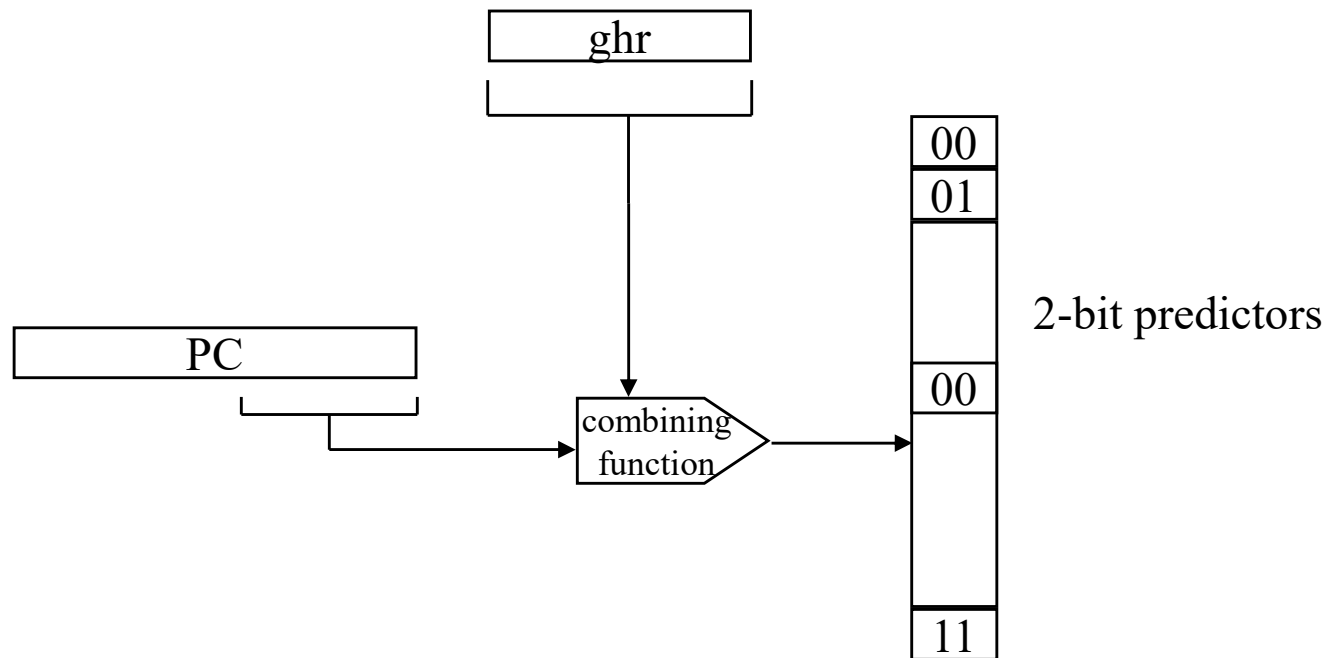 ghr
00
01
2-bit predictors
PC
00
combining
function
11